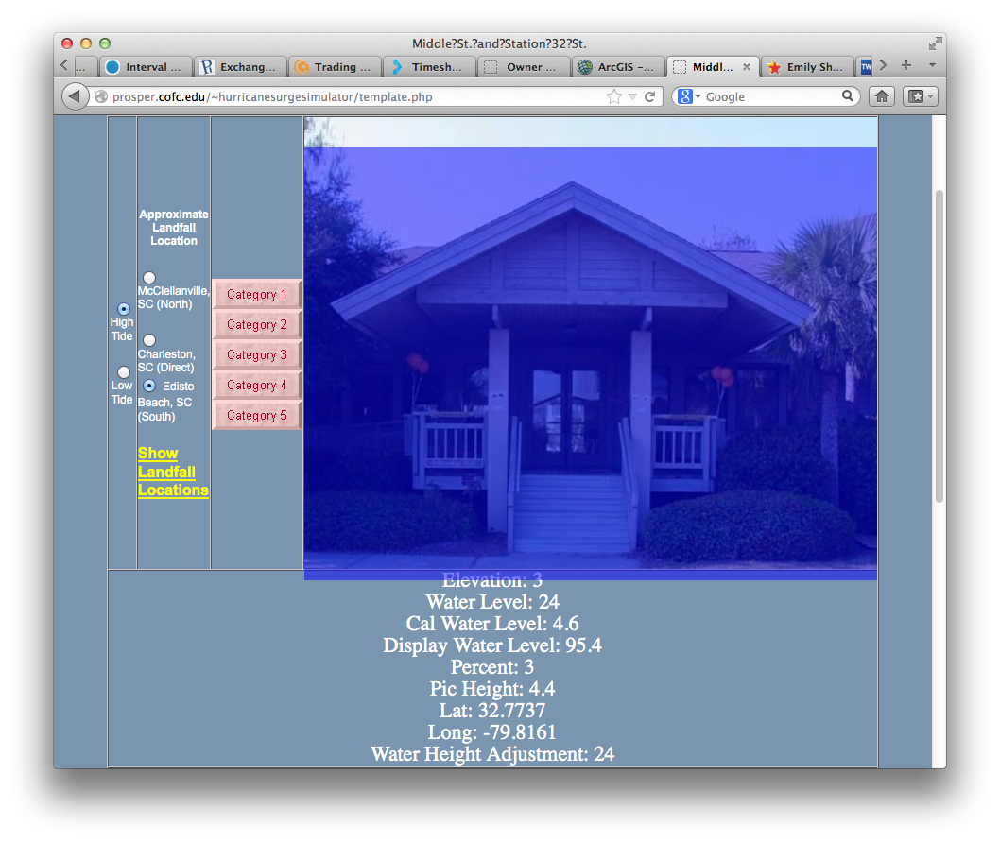 Middle?St.?and?Station?32?St.
... Interval ... Exchang... Trading ... Timesh... Owner ... ArcGIS –... Middl... Emily Sh... TW
prosper.cofc.edu/~hurricanesurgesimulator/template.php
8 Google
Approximate
Landfall
Location
McClellanville,
SC (North)
High
Tide
Charleston,
SC (Direct)
Low
Tide
Edisto
Beach, SC
(South)
Show
Landfall
Locations
Category 1
Category 2
Category 3
Category 4
Category 5
Elevation: 3
Water Level: 24
Cal Water Level: 4.6
Display Water Level: 95.4
Percent: 3
Pic Height: 4.4
Lat: 32.7737
Long: -79.8161
Water Height Adjustment: 24